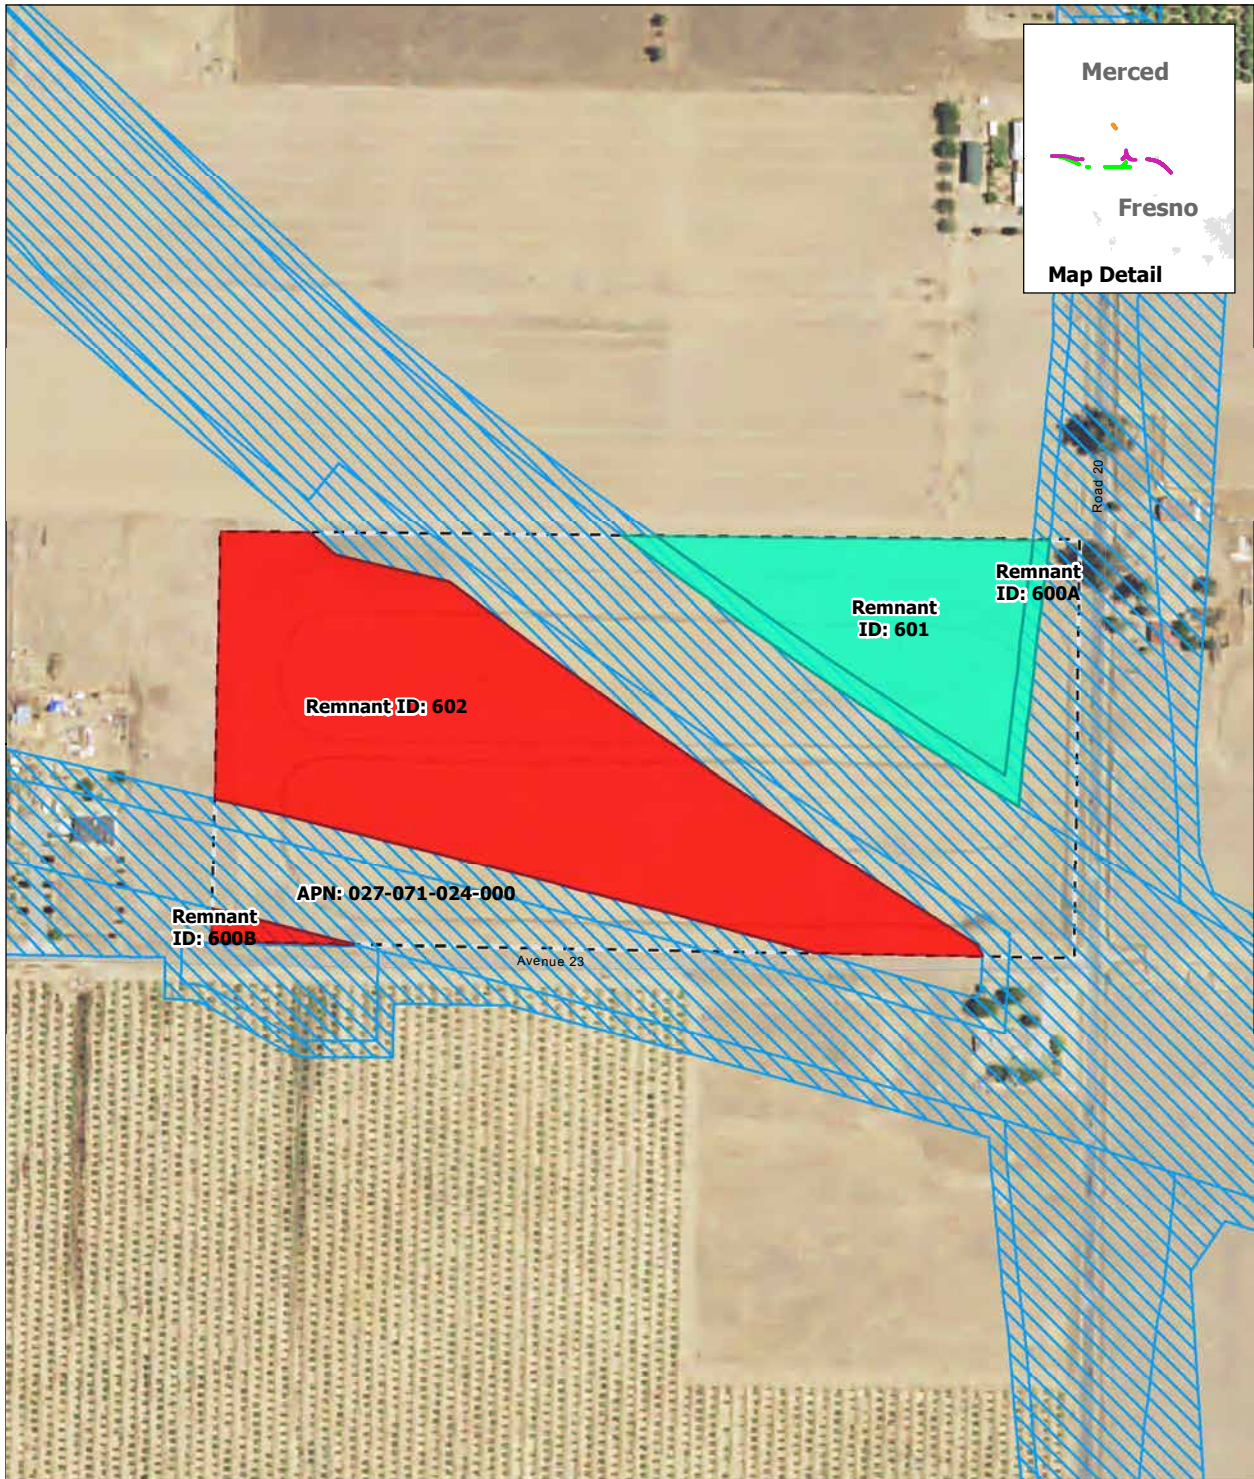 Merced
Fresno
Map Detail
Road 20
Remnant
ID: 600A
Remnant
ID: 601
Remnant ID: 602
APN: 027-071-024-000
Remnant
ID: 600B
Avenue 23